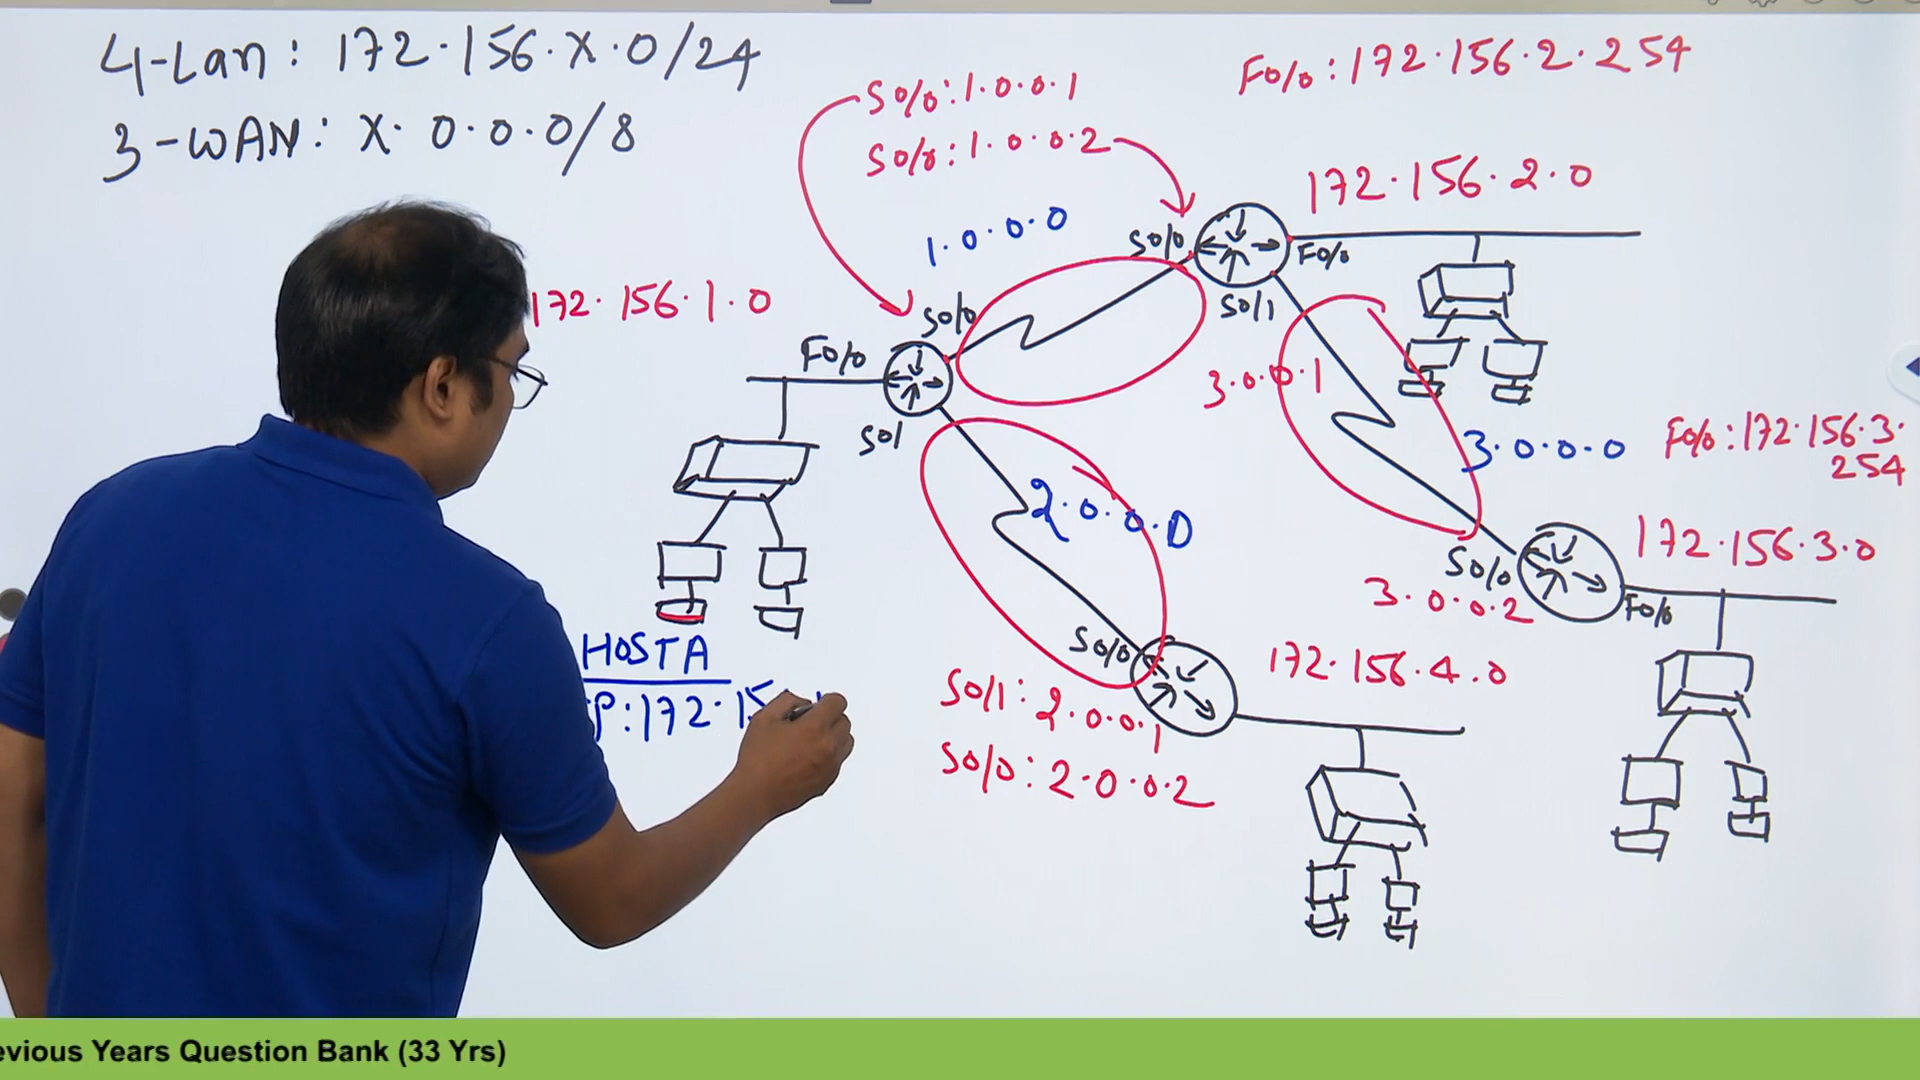 4-Lan: 172.156.X.0/24
3-WAN: X.0.0.0/8
S0/0:1.0.0.1
S0/0:1.0.0.2
F0/0:172.156.2.254
172.156.2.0
1.0.0.0
S0/0
F0/0
S0/1
172.156.1.0
S0/0
F0/0
S01
3.0.0.1
3.0.0.0
F0/0:172.156.3.
254
2.0.0.0
172.156.3.0
S0/0
3.0.0.2
F0/0
HOSTA
P:172.15
S0/0
172.156.4.0
S0/1:2.0.0.1
S0/0:2.0.0.2
evious Years Question Bank (33 Yrs)